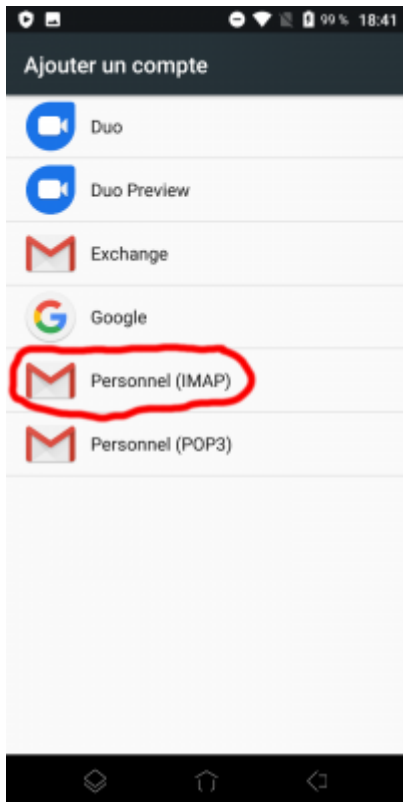 99 % 18:41
Ajouter un compte
Duo
Duo Preview
Exchange
Google
Personnel (IMAP)
Personnel (POP3)